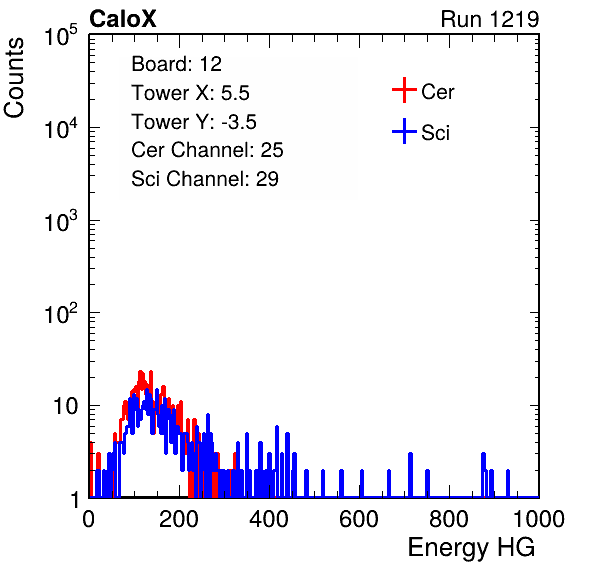 CaloX Run 1219
Counts
10^5
10^4
10^3
10^2
10
1
Board: 12
Tower X: 5.5
Tower Y: -3.5
Cer Channel: 25
Sci Channel: 29
Cer
Sci
0 200 400 600 800 1000
Energy HG